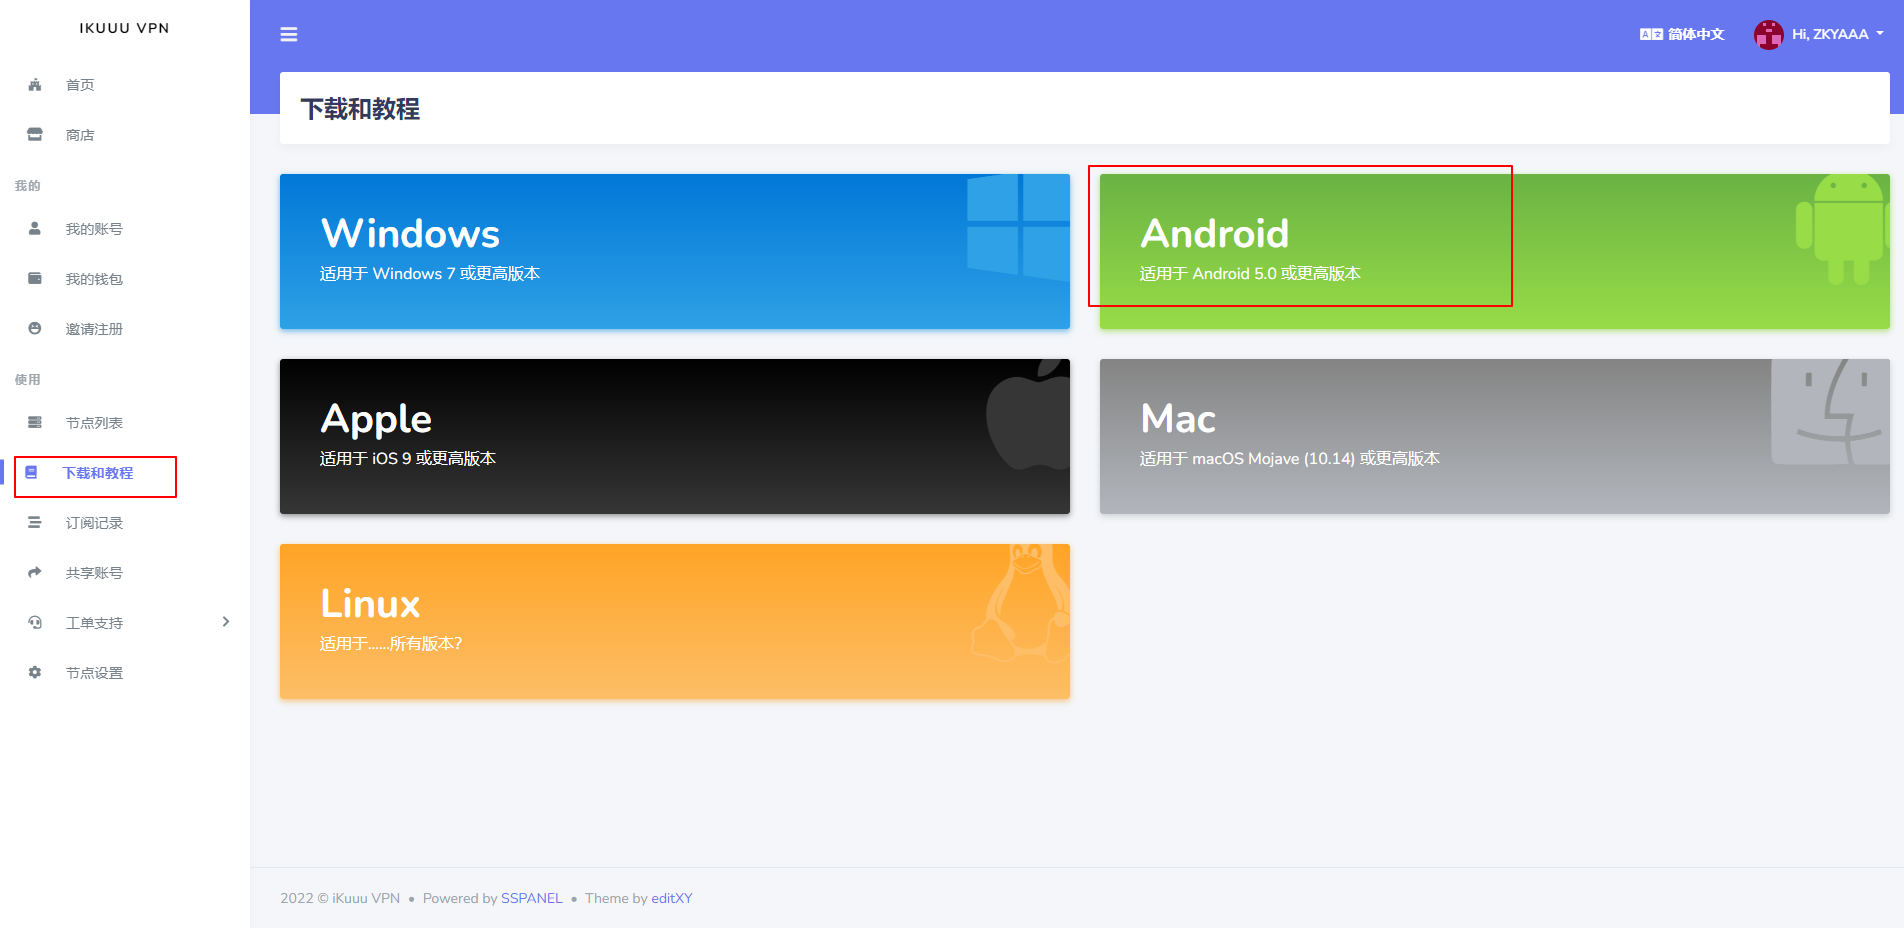 IKUUU VPN
首页
商店
我的
我的账号
我的钱包
邀请注册
使用
节点列表
下载和教程
订阅记录
共享账号
工单支持
节点设置
简体中文
Hi, ZKYAAA
下载和教程
Windows
适用于 Windows 7 或更高版本
Android
适用于 Android 5.0 或更高版本
Apple
适用于 iOS 9 或更高版本
Mac
适用于 macOS Mojave (10.14) 或更高版本
Linux
适用于......所有版本?
2022 © iKuuu VPN • Powered by SSPANEL • Theme by editXY